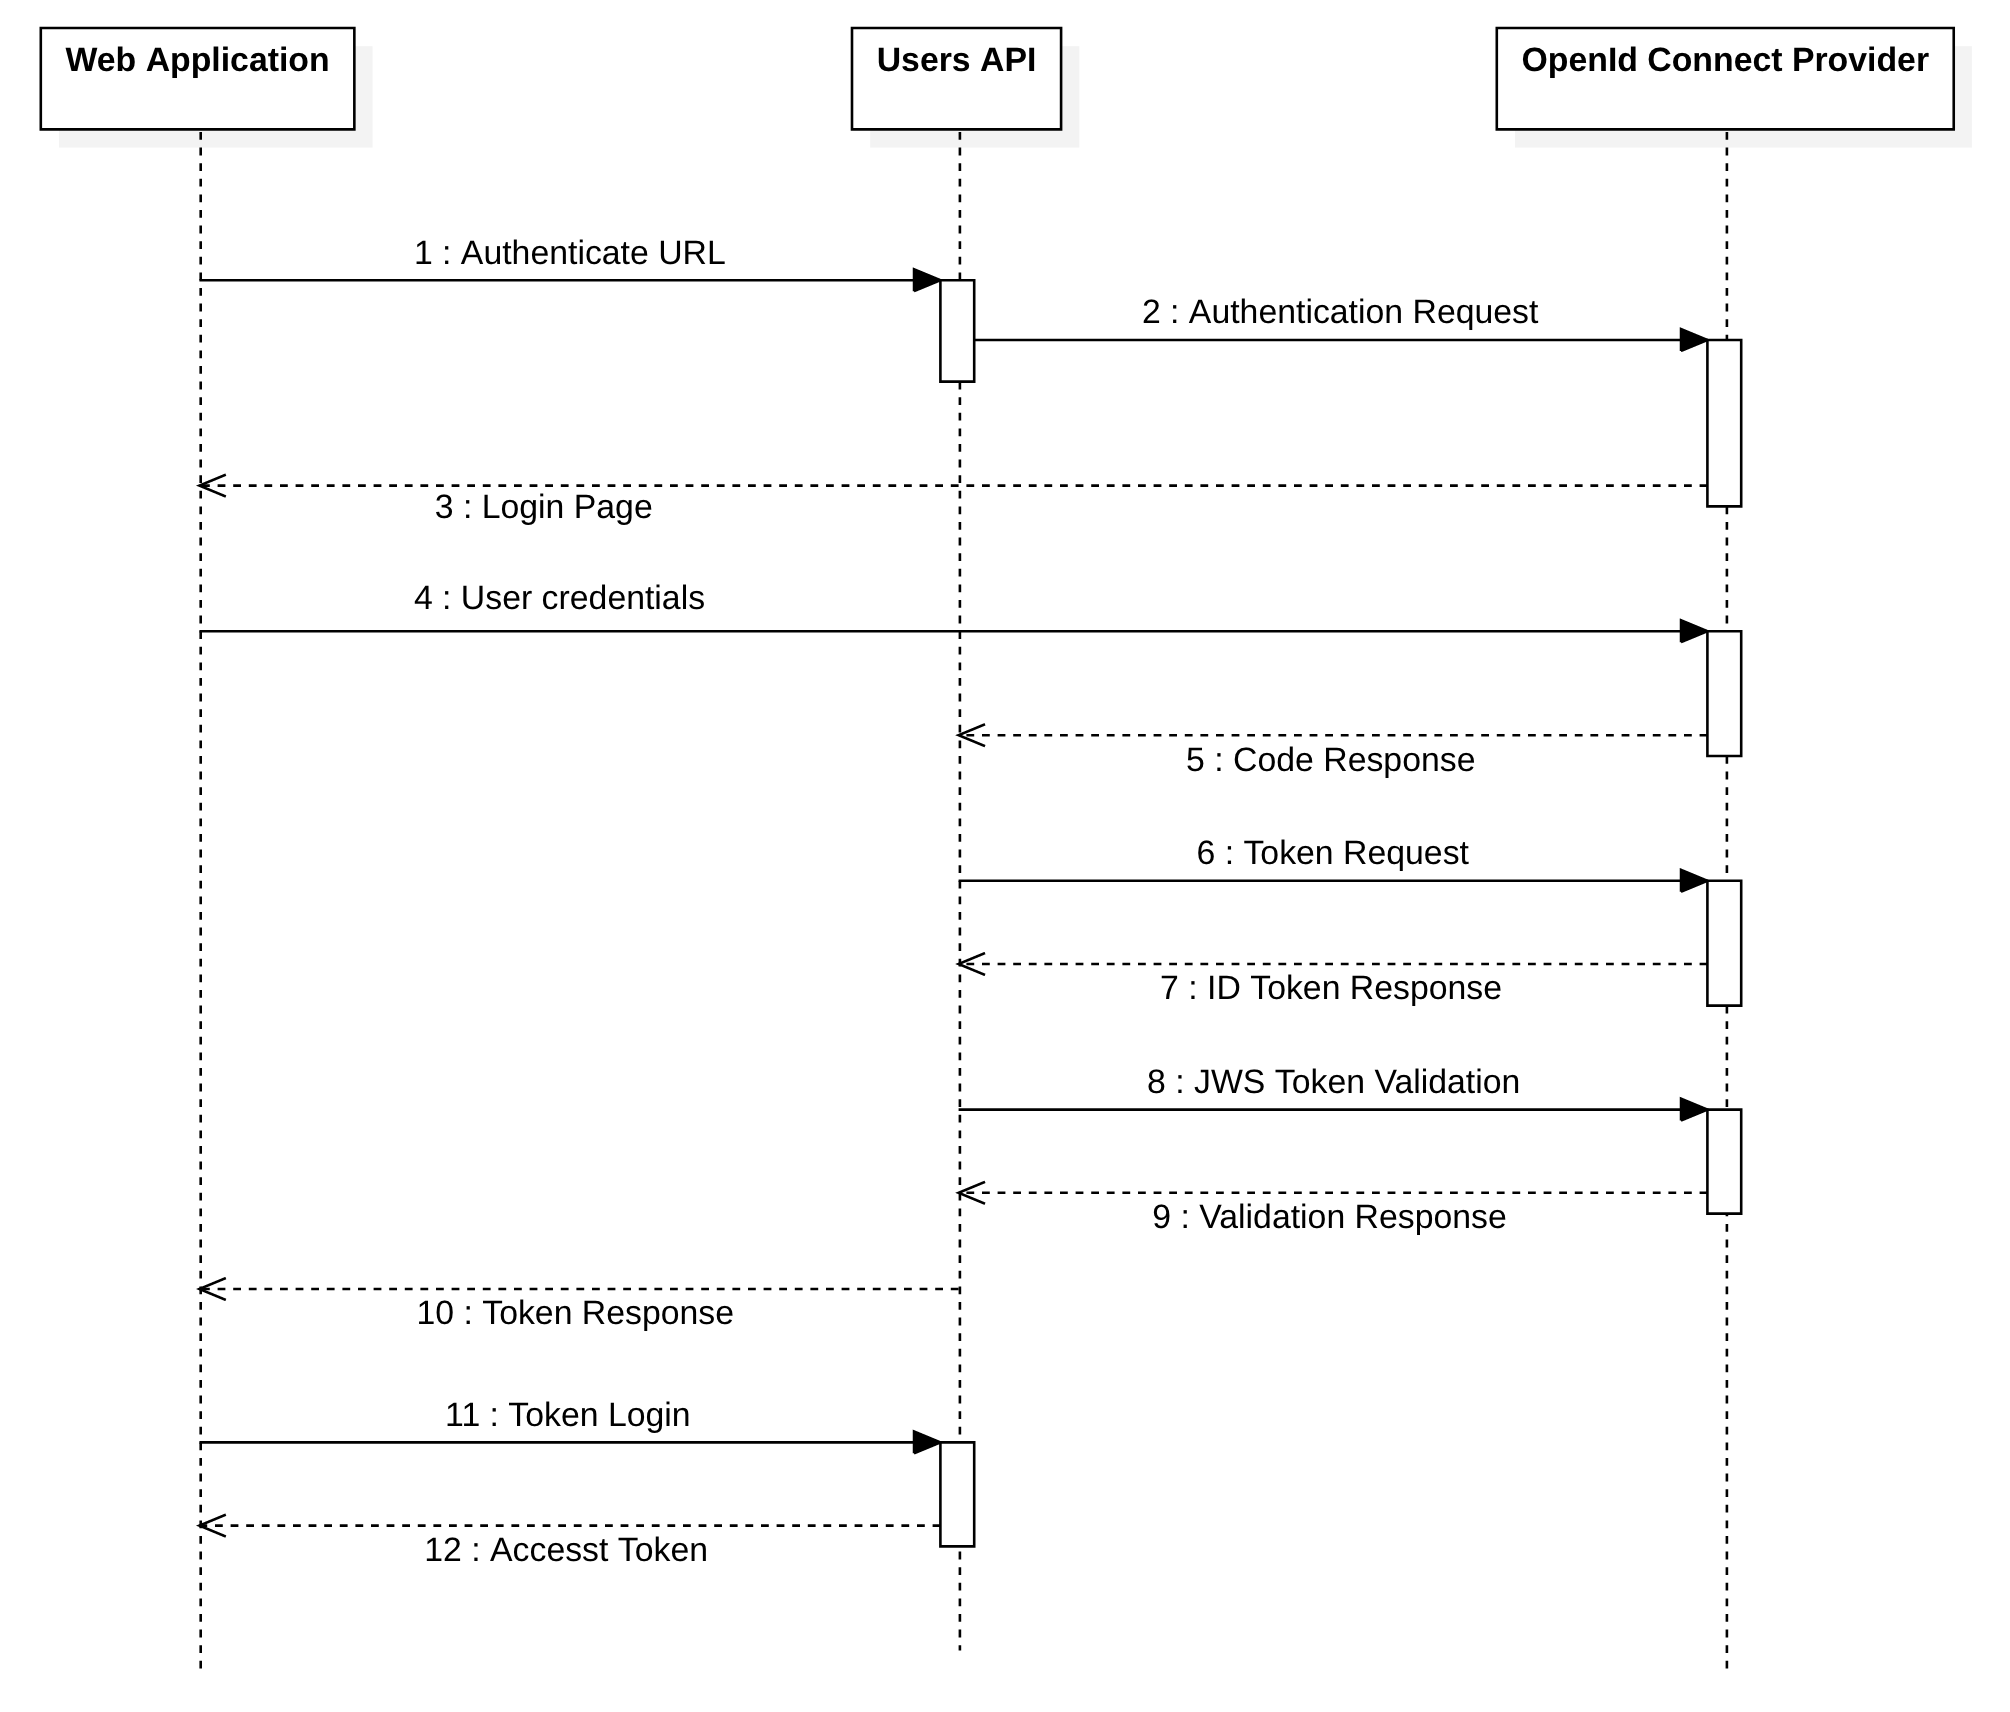 Web Application
Users API
OpenId Connect Provider
1 : Authenticate URL
2 : Authentication Request
3 : Login Page
4 : User credentials
5 : Code Response
6 : Token Request
7 : ID Token Response
8 : JWS Token Validation
9 : Validation Response
10 : Token Response
11 : Token Login
12 : Accesst Token